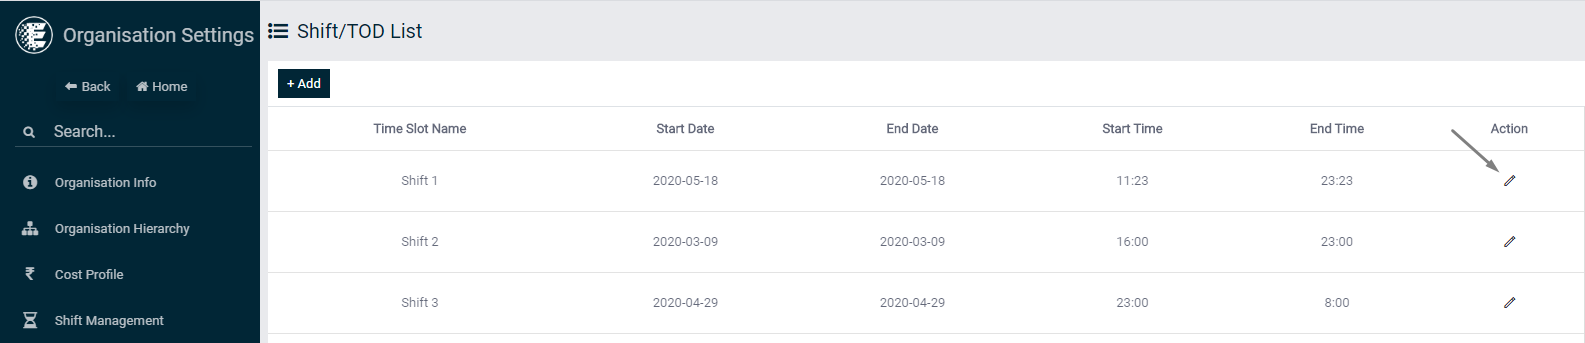 Organisation Settings
Back Home
Search...
Organisation Info
Organisation Hierarchy
Cost Profile
Shift Management
Shift/TOD List
+ Add
Time Slot Name Start Date End Date Start Time End Time Action
Shift 1 2020-05-18 2020-05-18 11:23 23:23
Shift 2 2020-03-09 2020-03-09 16:00 23:00
Shift 3 2020-04-29 2020-04-29 23:00 8:00